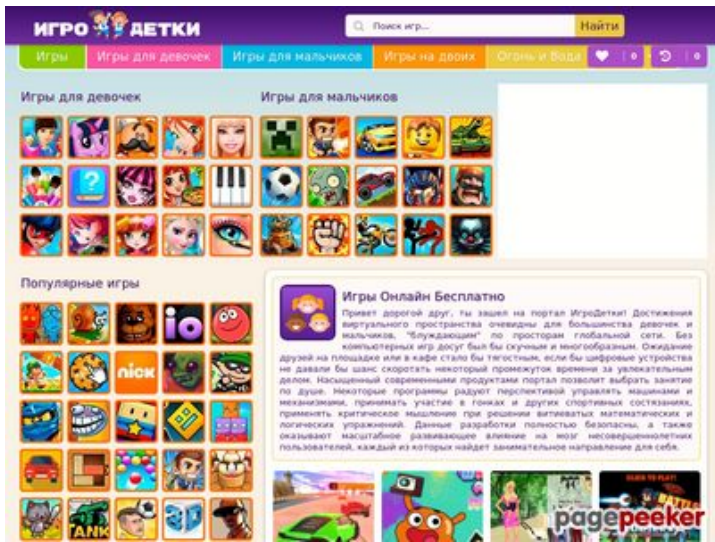 ИГРО ДЕТКИ
Поиск игр...
Найти
Игры
Игры для девочек
Игры для мальчиков
Игры на двоих
Огонь и Вода
0
0
Игры для девочек
Игры для мальчиков
Популярные игры
io
nick
TANK
3D
Игры Онлайн Бесплатно
Привет дорогой друг, ты зашел на портал ИгроДетки! Достижения
виртуального пространства очевидны для большинства девочек и
мальчиков, "блуждающим" по просторам глобальной сети. Без
компьютерных игр досуг был бы скучным и многообразным. Ожидание
друзей на площадке или в кафе стало бы тягостным, если бы цифровые устройства
не давали бы шанс скоротать некоторый промежуток времени за увлекательным
делом. Насыщенный современными продуктами портал позволит выбрать занятие
по душе. Некоторые программы радуют перспективой управлять машинами и
механизмами, принимать участие в гонках и других спортивных состязаниях,
применять критическое мышление при решении витиеватых математических и
логических упражнений. Данные разработки полностью безопасны, а также
оказывают масштабное развивающее влияние на мозг несовершеннолетних
пользователей, каждый из которых найдет занимательное направление для себя.
CLICK TO PLAY!
BATTLE
pagepeeker